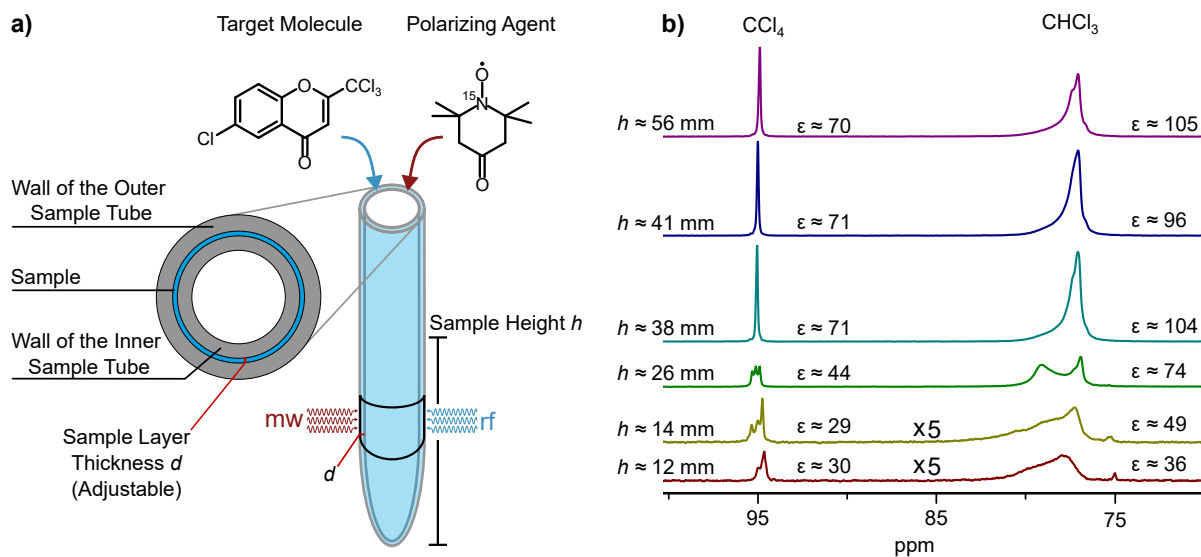 a)
Target Molecule
Polarizing Agent
O
CCl3
Cl
O
O
15N
O
Wall of the Outer
Sample Tube
Sample
Wall of the Inner
Sample Tube
Sample Layer
Thickness d
(Adjustable)
Sample Height h
mw
rf
d
b)
CCl4
CHCl3
h ≈ 56 mm
ε ≈ 70
ε ≈ 105
h ≈ 41 mm
ε ≈ 71
ε ≈ 96
h ≈ 38 mm
ε ≈ 71
ε ≈ 104
h ≈ 26 mm
ε ≈ 44
ε ≈ 74
h ≈ 14 mm
ε ≈ 29
x5
ε ≈ 49
h ≈ 12 mm
ε ≈ 30
x5
ε ≈ 36
95
85
75
ppm